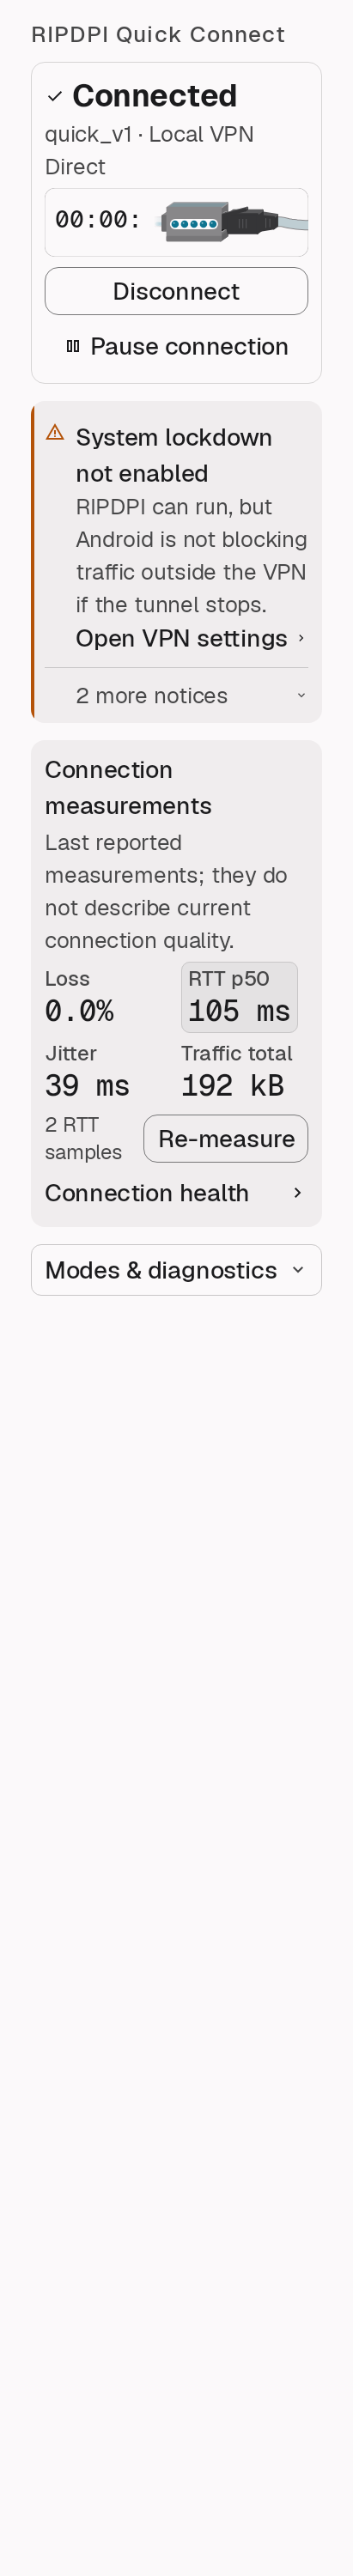 RIPDPI Quick Connect
Connected
quick_v1 · Local VPN
Direct
00:00:
Disconnect
Pause connection
System lockdown
not enabled
RIPDPI can run, but
Android is not blocking
traffic outside the VPN
if the tunnel stops.
Open VPN settings
2 more notices
Connection
measurements
Last reported
measurements; they do
not describe current
connection quality.
Loss
RTT p50
0.0%
105 ms
Jitter
Traffic total
39 ms
192 kB
2 RTT
samples
Re-measure
Connection health
Modes & diagnostics